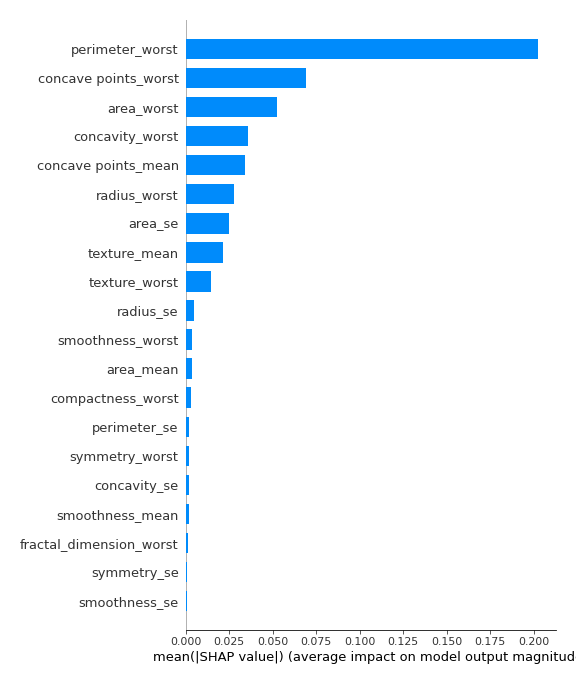 perimeter_worst
concave points_worst
area_worst
concavity_worst
concave points_mean
radius_worst
area_se
texture_mean
texture_worst
radius_se
smoothness_worst
area_mean
compactness_worst
perimeter_se
symmetry_worst
concavity_se
smoothness_mean
fractal_dimension_worst
symmetry_se
smoothness_se
0.000 0.025 0.050 0.075 0.100 0.125 0.150 0.175 0.200
mean(|SHAP value|) (average impact on model output magnitud